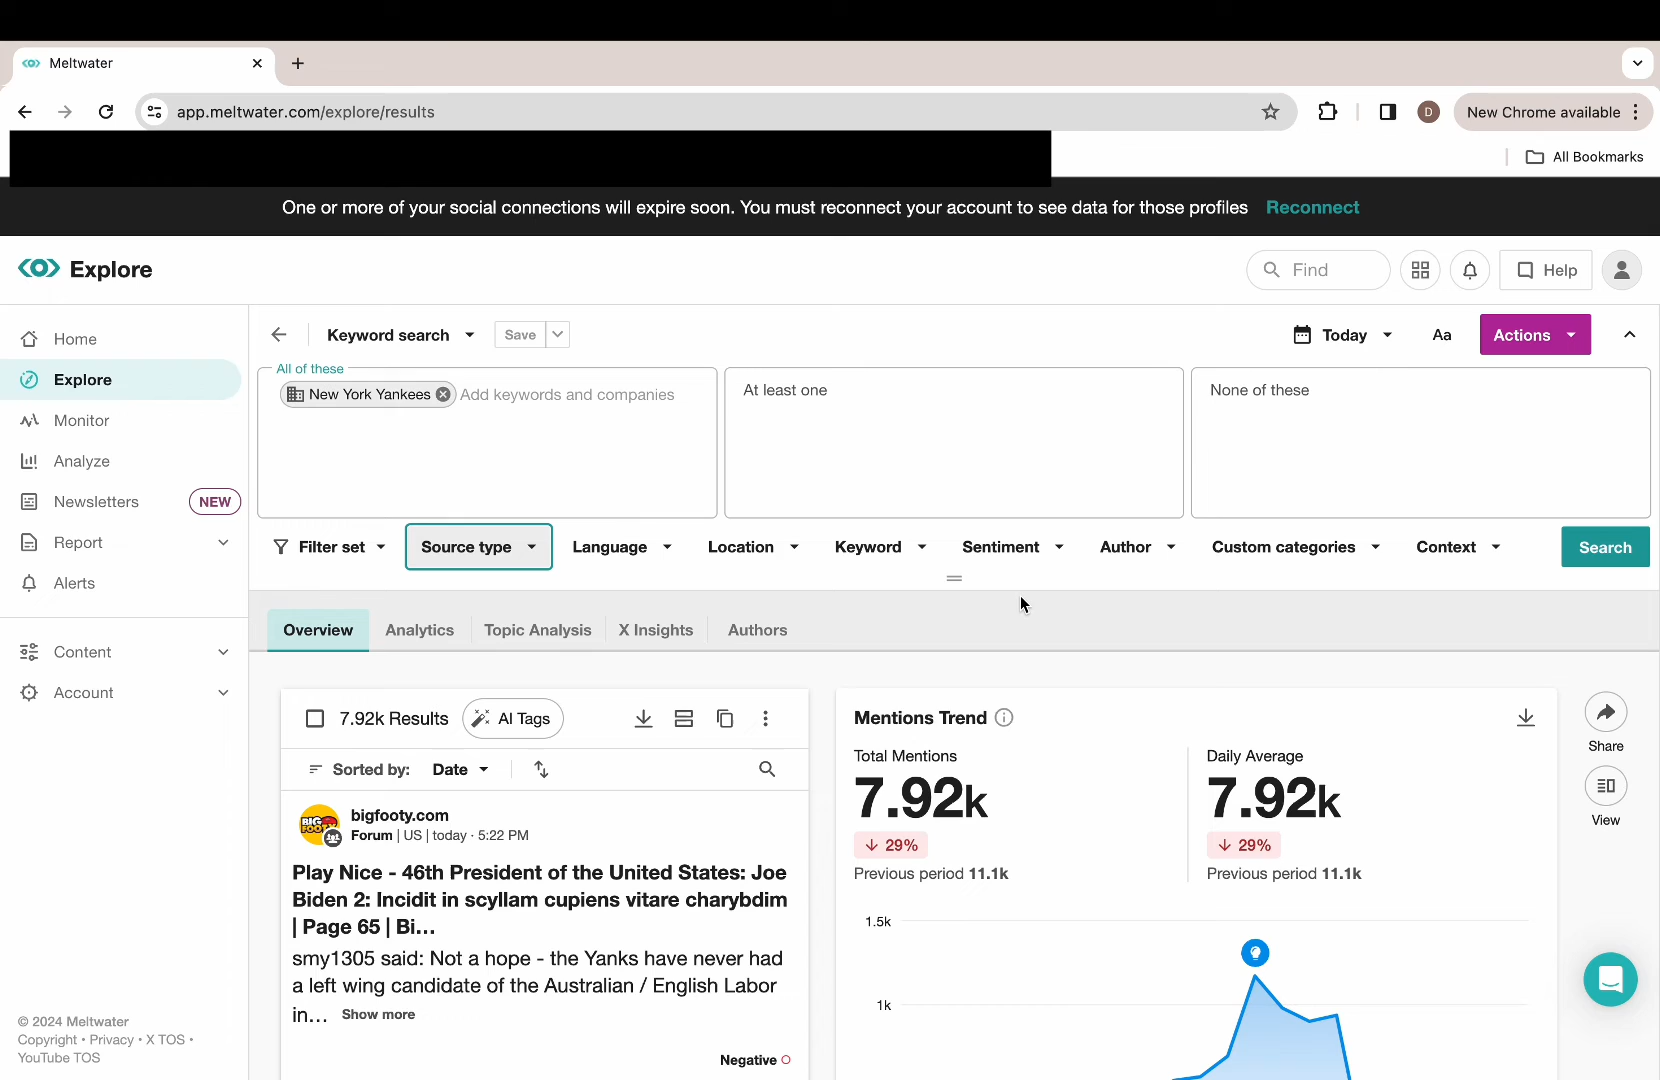 Meltwater
app.meltwater.com/explore/results
D
New Chrome available
All Bookmarks
One or more of your social connections will expire soon. You must reconnect your account to see data for those profiles Reconnect
Explore
Find
Help
Home
Explore
Monitor
Analyze
Newsletters NEW
Report
Alerts
Content
Account
© 2024 Meltwater
Copyright • Privacy • X TOS •
YouTube TOS
Keyword search
Save
Today
Aa
Actions
All of these
New York Yankees Add keywords and companies
At least one
None of these
Filter set
Source type
Language
Location
Keyword
Sentiment
Author
Custom categories
Context
Search
Overview
Analytics
Topic Analysis
X Insights
Authors
7.92k Results
AI Tags
Sorted by: Date
BIG FOOTY
bigfooty.com
Forum | US | today · 5:22 PM
Play Nice - 46th President of the United States: Joe
Biden 2: Incidit in scyllam cupiens vitare charybdim
| Page 65 | Bi...
smy1305 said: Not a hope - the Yanks have never had
a left wing candidate of the Australian / English Labor
in... Show more
Negative
Mentions Trend
Total Mentions
7.92k
29%
Previous period 11.1k
Daily Average
7.92k
29%
Previous period 11.1k
1.5k
1k
Share
View